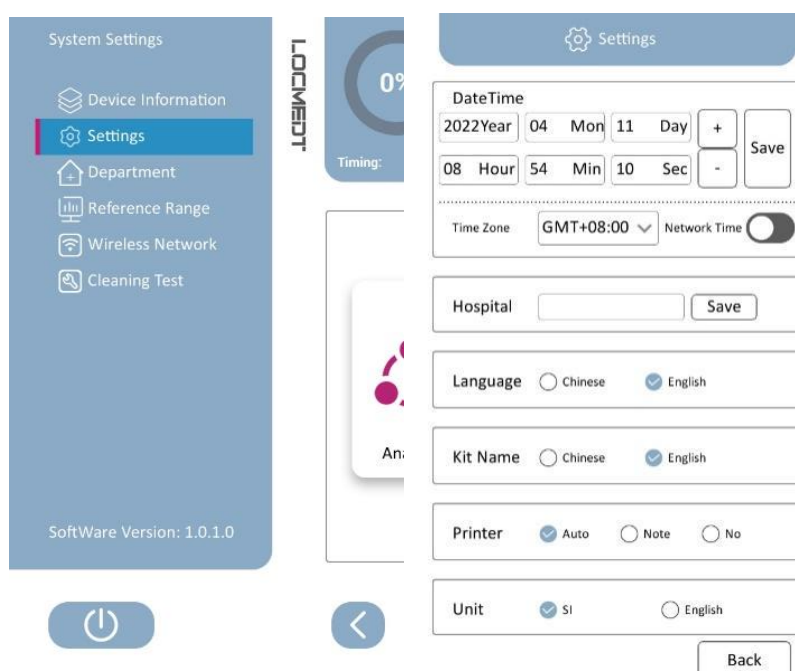 System Settings
Device Information
Settings
Department
Reference Range
Wireless Network
Cleaning Test
SoftWare Version: 1.0.1.0
LOCMEDT
0%
Timing:
Ana
Settings
DateTime
2022Year 04 Mon 11 Day + Save
08 Hour 54 Min 10 Sec -
Time Zone GMT+08:00 Network Time
Hospital Save
Language Chinese English
Kit Name Chinese English
Printer Auto Note No
Unit SI English
Back